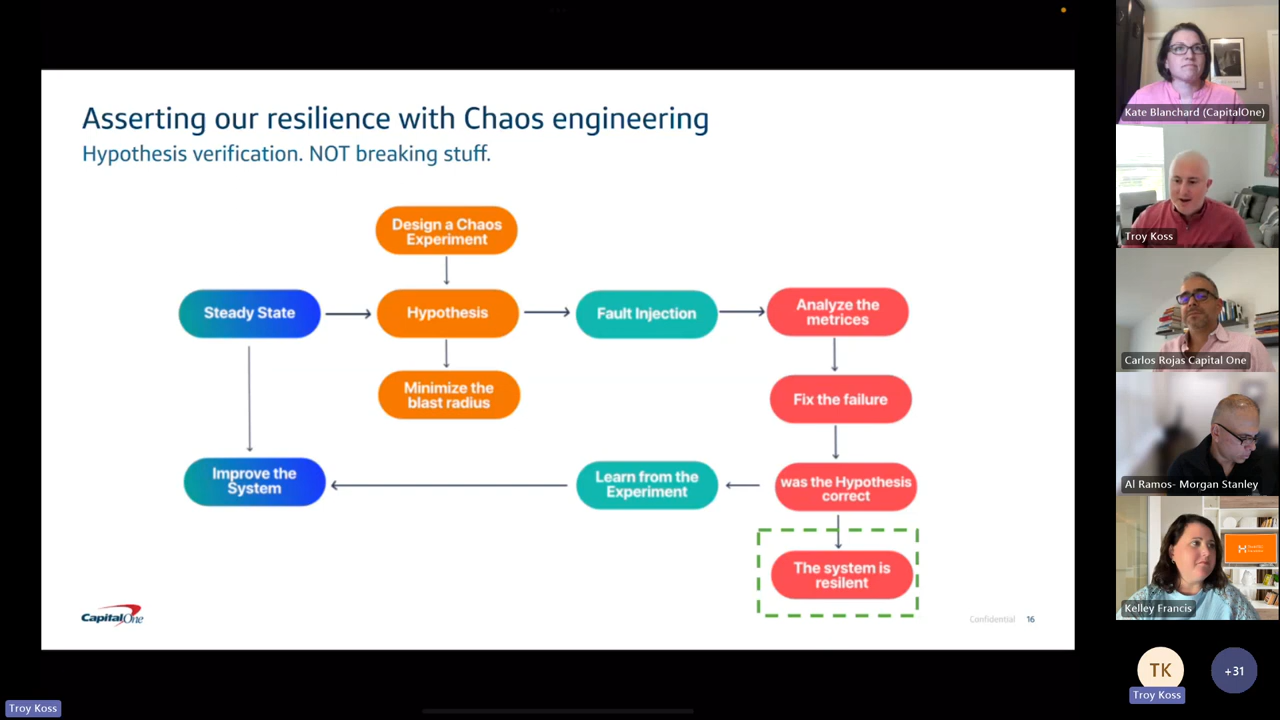 Asserting our resilience with Chaos engineering
Hypothesis verification. NOT breaking stuff.
Design a Chaos
Experiment
Steady State
Hypothesis
Fault Injection
Analyze the
metrices
Minimize the
blast radius
Fix the failure
Improve the
System
Learn from the
Experiment
was the Hypothesis
correct
The system is
resilent
CapitalOne
Confidential 16
Kate Blanchard (CapitalOne)
Troy Koss
Carlos Rojas Capital One
Al Ramos- Morgan Stanley
Kelley Francis
TK
+31
Troy Koss
Troy Koss